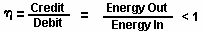 η = Credit / Debit = Energy Out / Energy In < 1